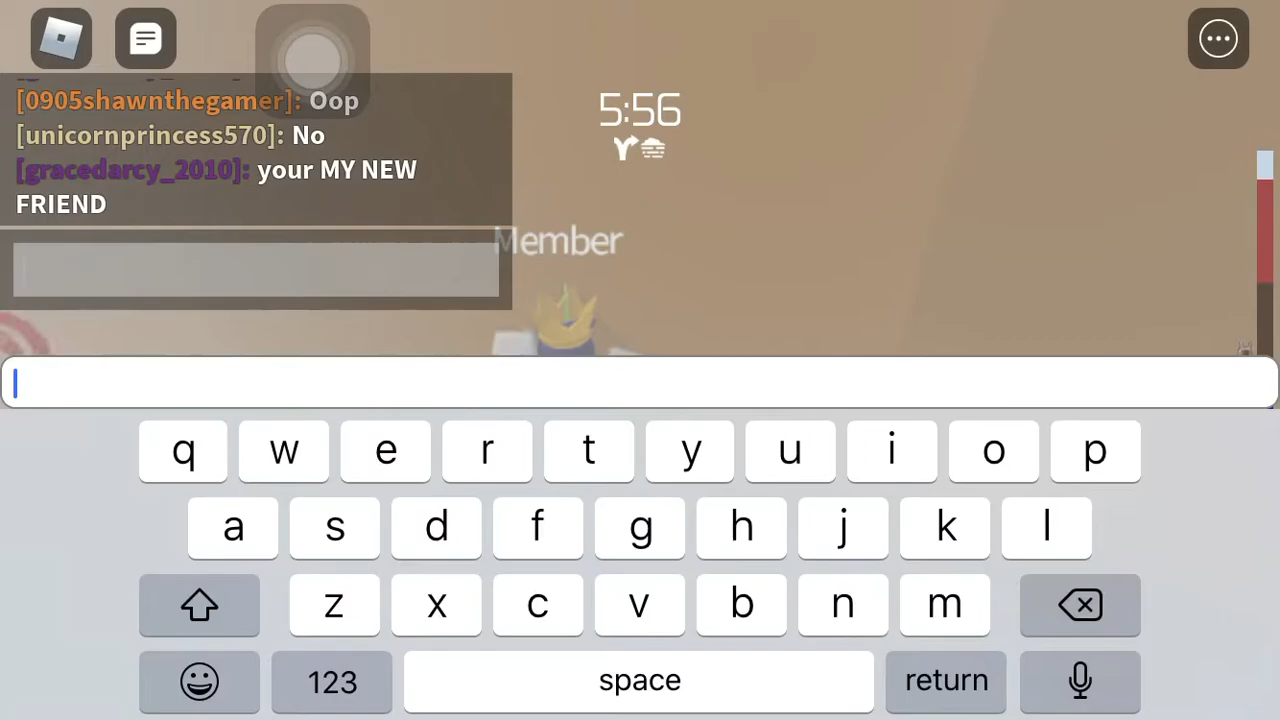 [0905shawnthegamer]: Oop
[unicornprincess570]: No
[gracedarcy_2010]: your MY NEW
FRIEND
5:56
Member
q w e r t y u i o p
a s d f g h j k l
z x c v b n m
123 space return